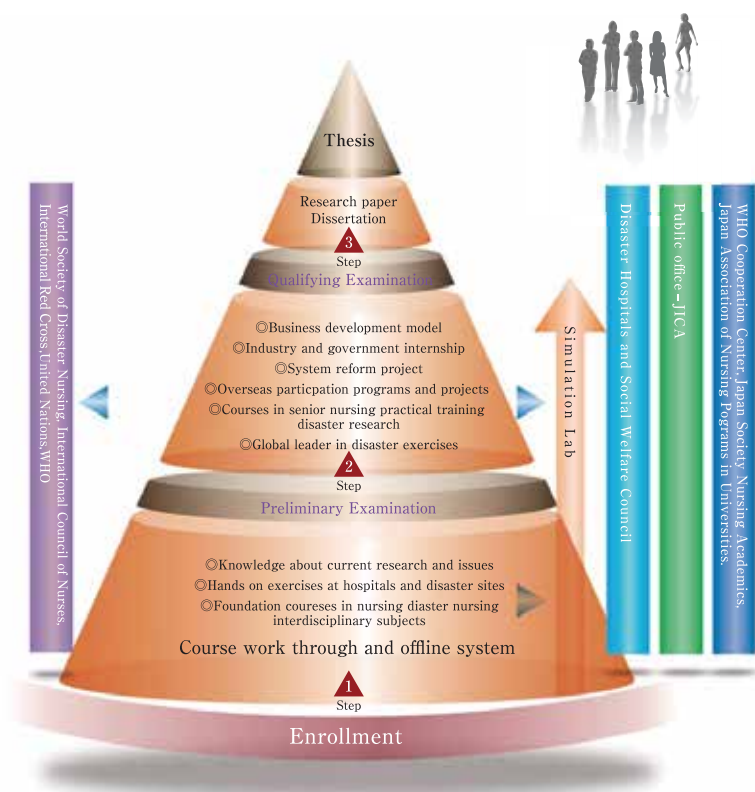 Thesis
Research paper
Dissertation
3
Step
Qualifying Examination
◎Business development model
◎Industry and government internship
◎System reform project
◎Overseas particpation programs and projects
◎Courses in senior nursing practical training
disaster research
◎Global leader in disaster exercises
2
Step
Preliminary Examination
◎Knowledge about current research and issues
◎Hands on exercises at hospitals and disaster sites
◎Foundation coureses in nursing diaster nursing
interdisciplinary subjects
Course work through and offline system
1
Step
Enrollment
World Society of Disaster Nursing, International Council of Nurses,
International Red Cross,United Nations,WHO
Simulation Lab
Disaster Hospitals and Social Welfare Council
Public office-JICA
WHO Cooperation Center,Japan Society Nursing Academics,
Japan Association of Nursing Pograms in Universities.